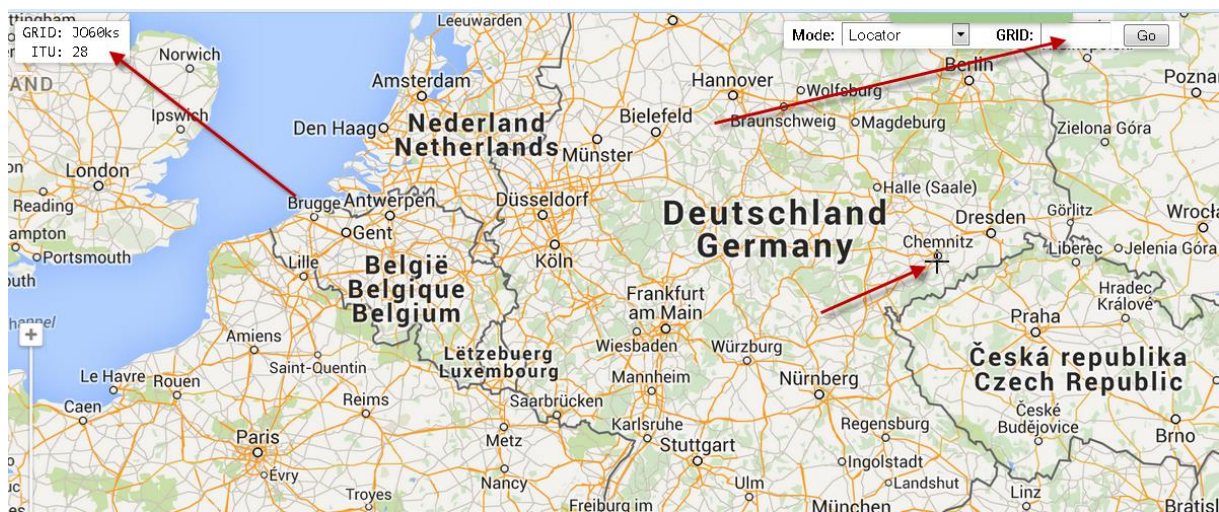 ttingham
Leeuwarden
GRID: JO60ks
ITU: 28
Mode: Locator GRID: Go
Norwich
Berlin
AND
Amsterdam
Hannover
Wolfsburg
Poznań
Ipswich
Den Haag
Nederland
Netherlands
Bielefeld
Braunschweig
Magdeburg
Zielona Góra
London
Münster
Reading
Brugge
Antwerpen
Düsseldorf
Halle (Saale)
Deutschland
Germany
Dresden
Görlitz
ampton
Portsmouth
Gent
Chemnitz
Liberec
Jelenia Góra
Lille
België
Belgique
Belgium
Köln
Frankfurt
am Main
Hradec
Králové
Praha
Amiens
Wiesbaden
Würzburg
Saint-Quentin
Lëtzebuerg
Luxembourg
Česká republika
Czech Republic
Le Havre
Rouen
Mannheim
Nürnberg
Caen
Reims
Saarbrücken
České
Budějovice
Karlsruhe
Regensburg
Paris
Metz
Stuttgart
Brno
Évry
Ingolstadt
Nancy
Ulm
Landshut
Troyes
Linz
Freiburg im
München
Bratisl